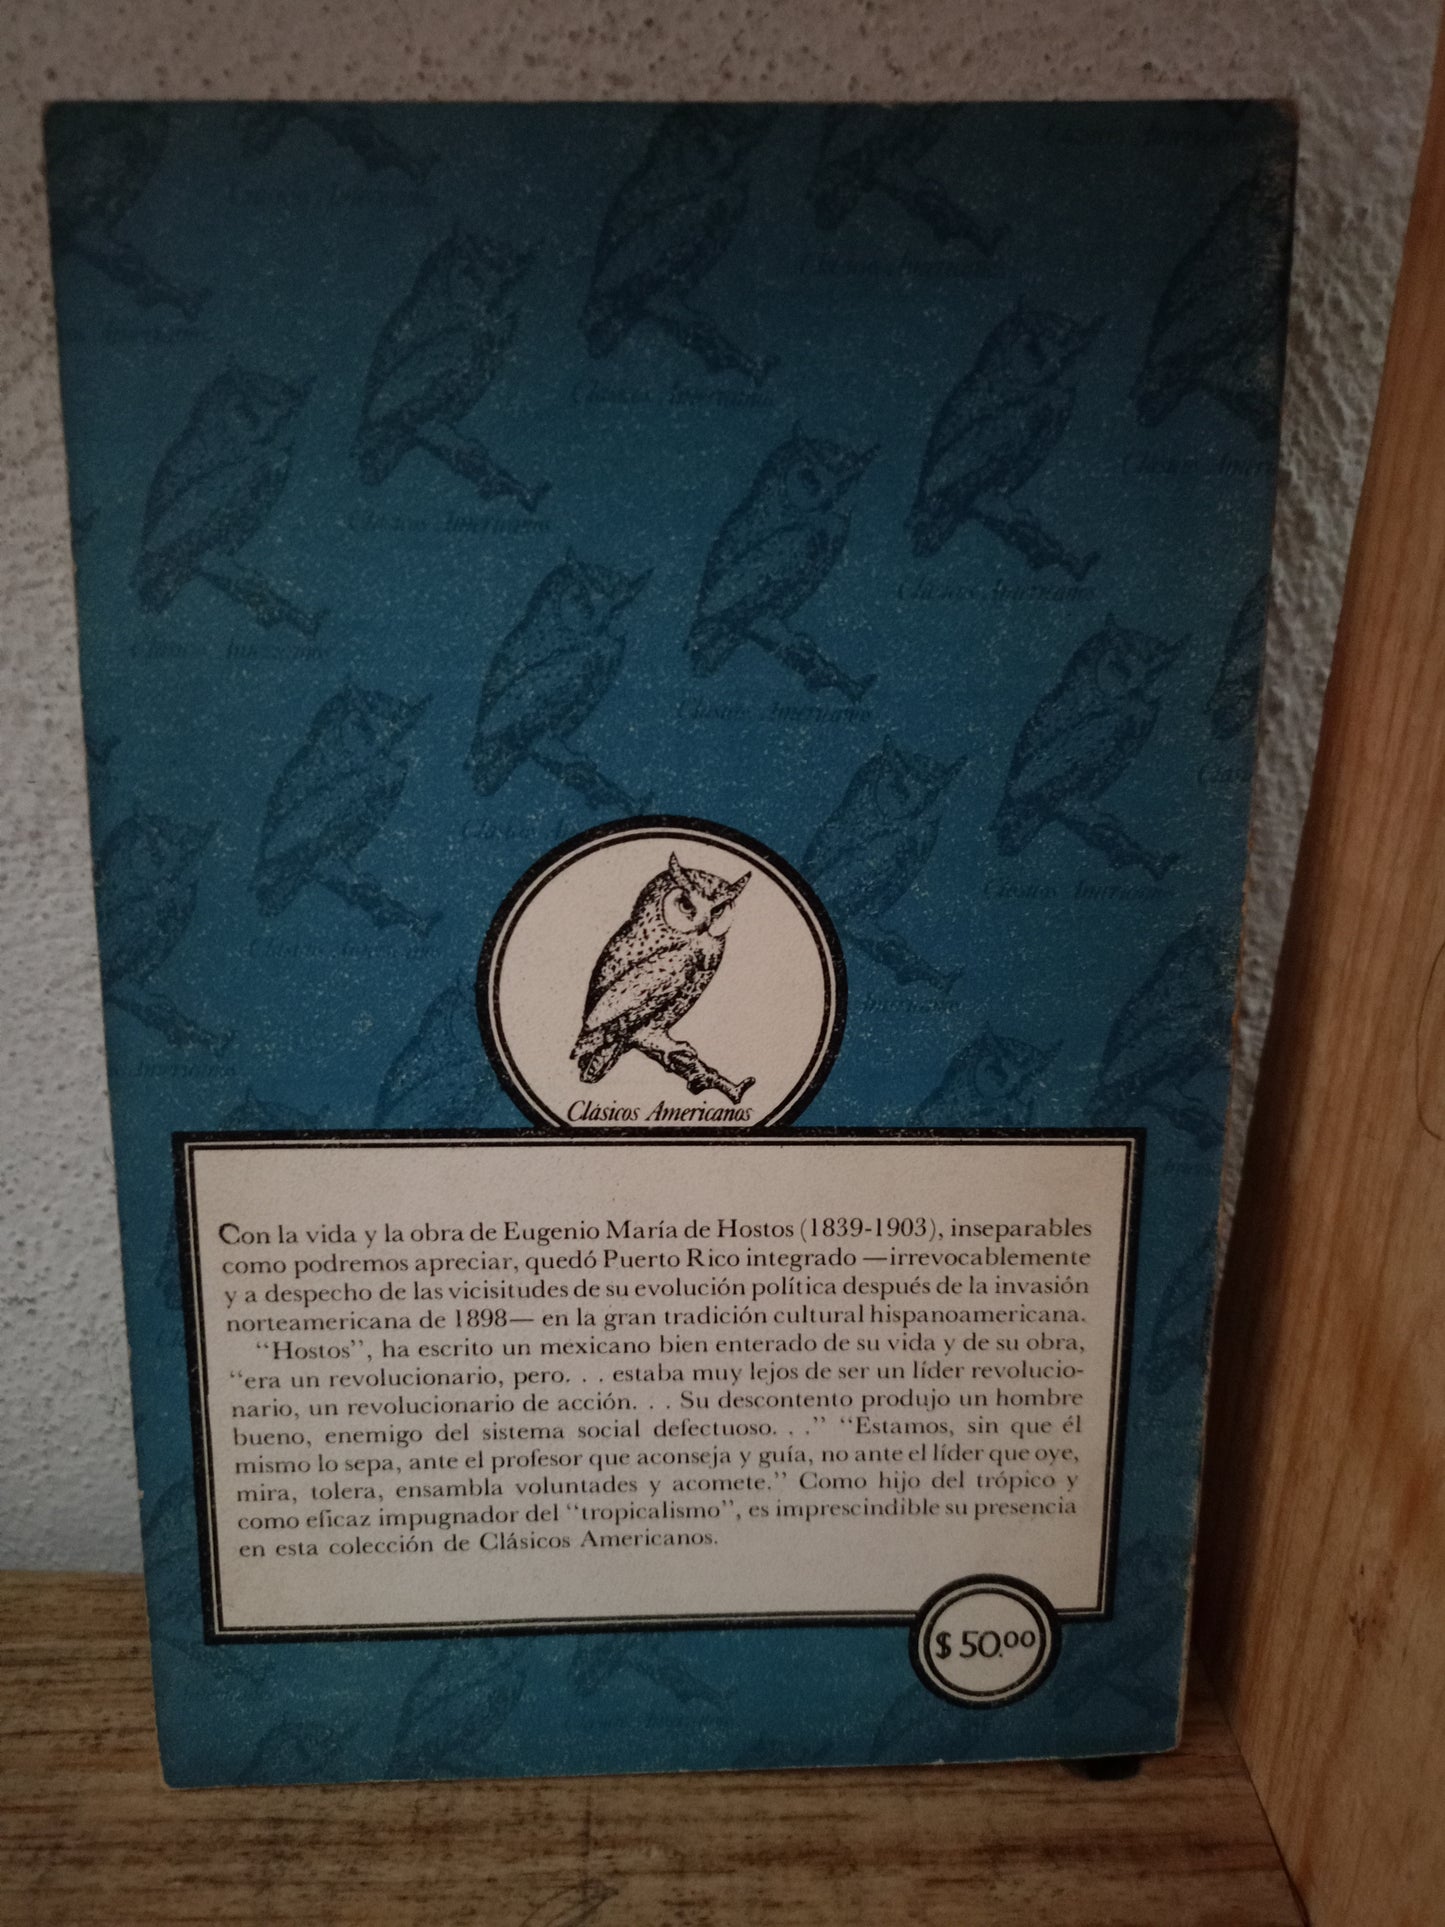 Clásicos Americanos
Con la vida y la obra de Eugenio María de Hostos (1839-1903), inseparables
como podremos apreciar, quedó Puerto Rico integrado —irrevocablemente
y a despecho de las vicisitudes de su evolución política después de la invasión
norteamericana de 1898— en la gran tradición cultural hispanoamericana.
“Hostos”, ha escrito un mexicano bien enterado de su vida y de su obra,
“era un revolucionario, pero. . . estaba muy lejos de ser un líder revolucio-
nario, un revolucionario de acción. . . Su descontento produjo un hombre
bueno, enemigo del sistema social defectuoso. . .” “Estamos, sin que él
mismo lo sepa, ante el profesor que aconseja y guía, no ante el líder que oye,
mira, tolera, ensambla voluntades y acomete.” Como hijo del trópico y
como eficaz impugnador del “tropicalismo”, es imprescindible su presencia
en esta colección de Clásicos Americanos.
$ 50.00